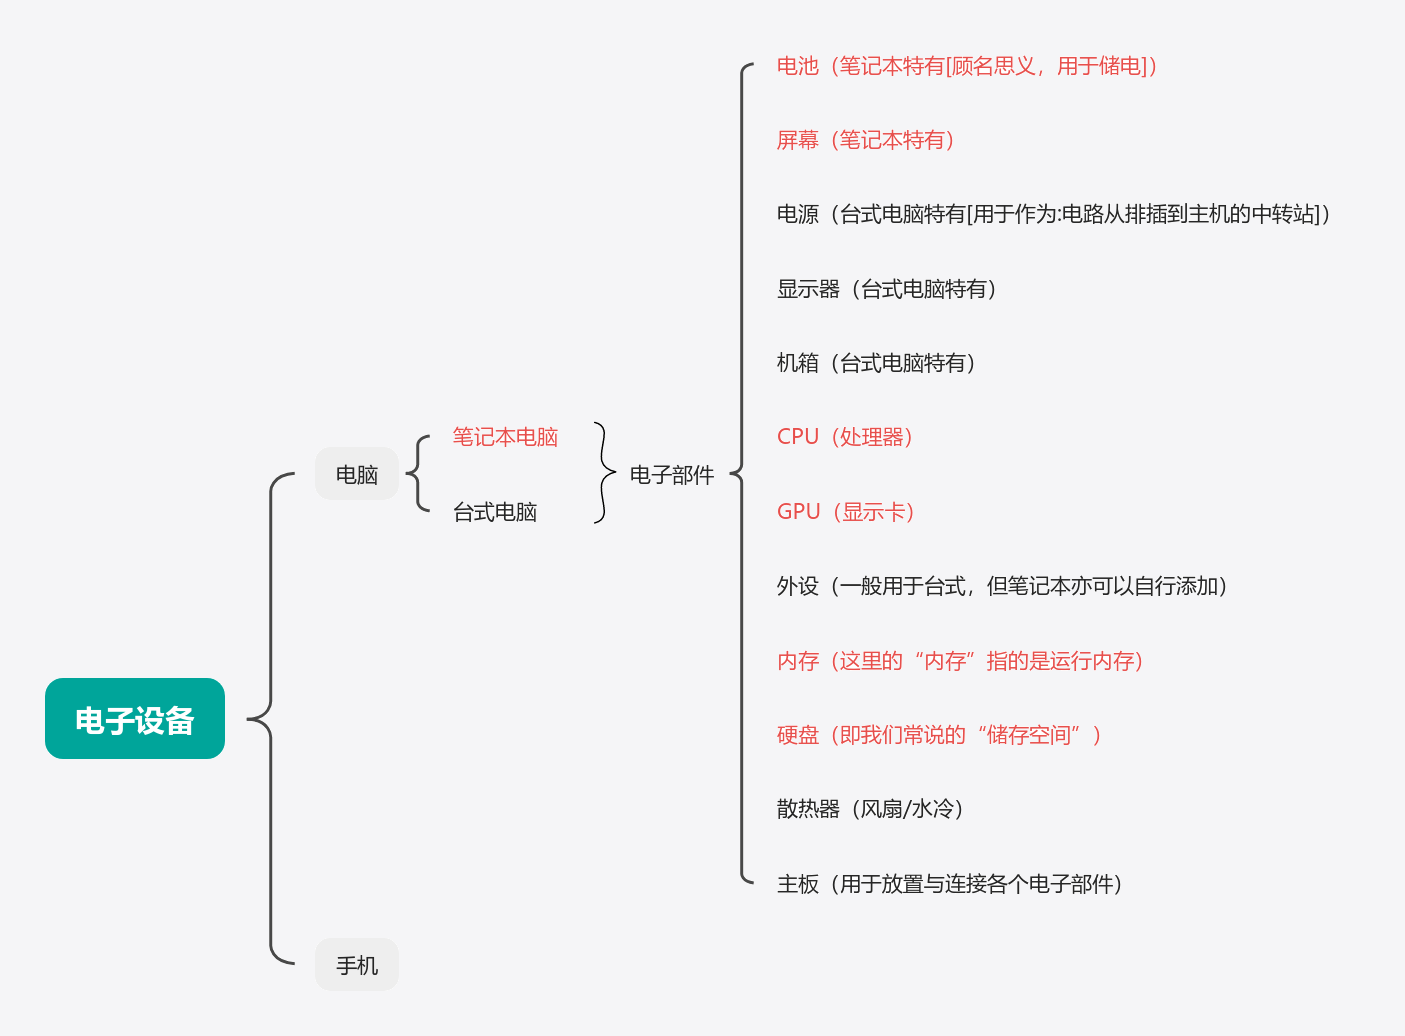 电子设备
电脑
笔记本电脑
台式电脑
电子部件
电池（笔记本特有[顾名思义，用于储电]）
屏幕（笔记本特有）
电源（台式电脑特有[用于作为:电路从排插到主机的中转站]）
显示器（台式电脑特有）
机箱（台式电脑特有）
CPU（处理器）
GPU（显示卡）
外设（一般用于台式，但笔记本亦可以自行添加）
内存（这里的“内存”指的是运行内存）
硬盘（即我们常说的“储存空间”）
散热器（风扇/水冷）
主板（用于放置与连接各个电子部件）
手机